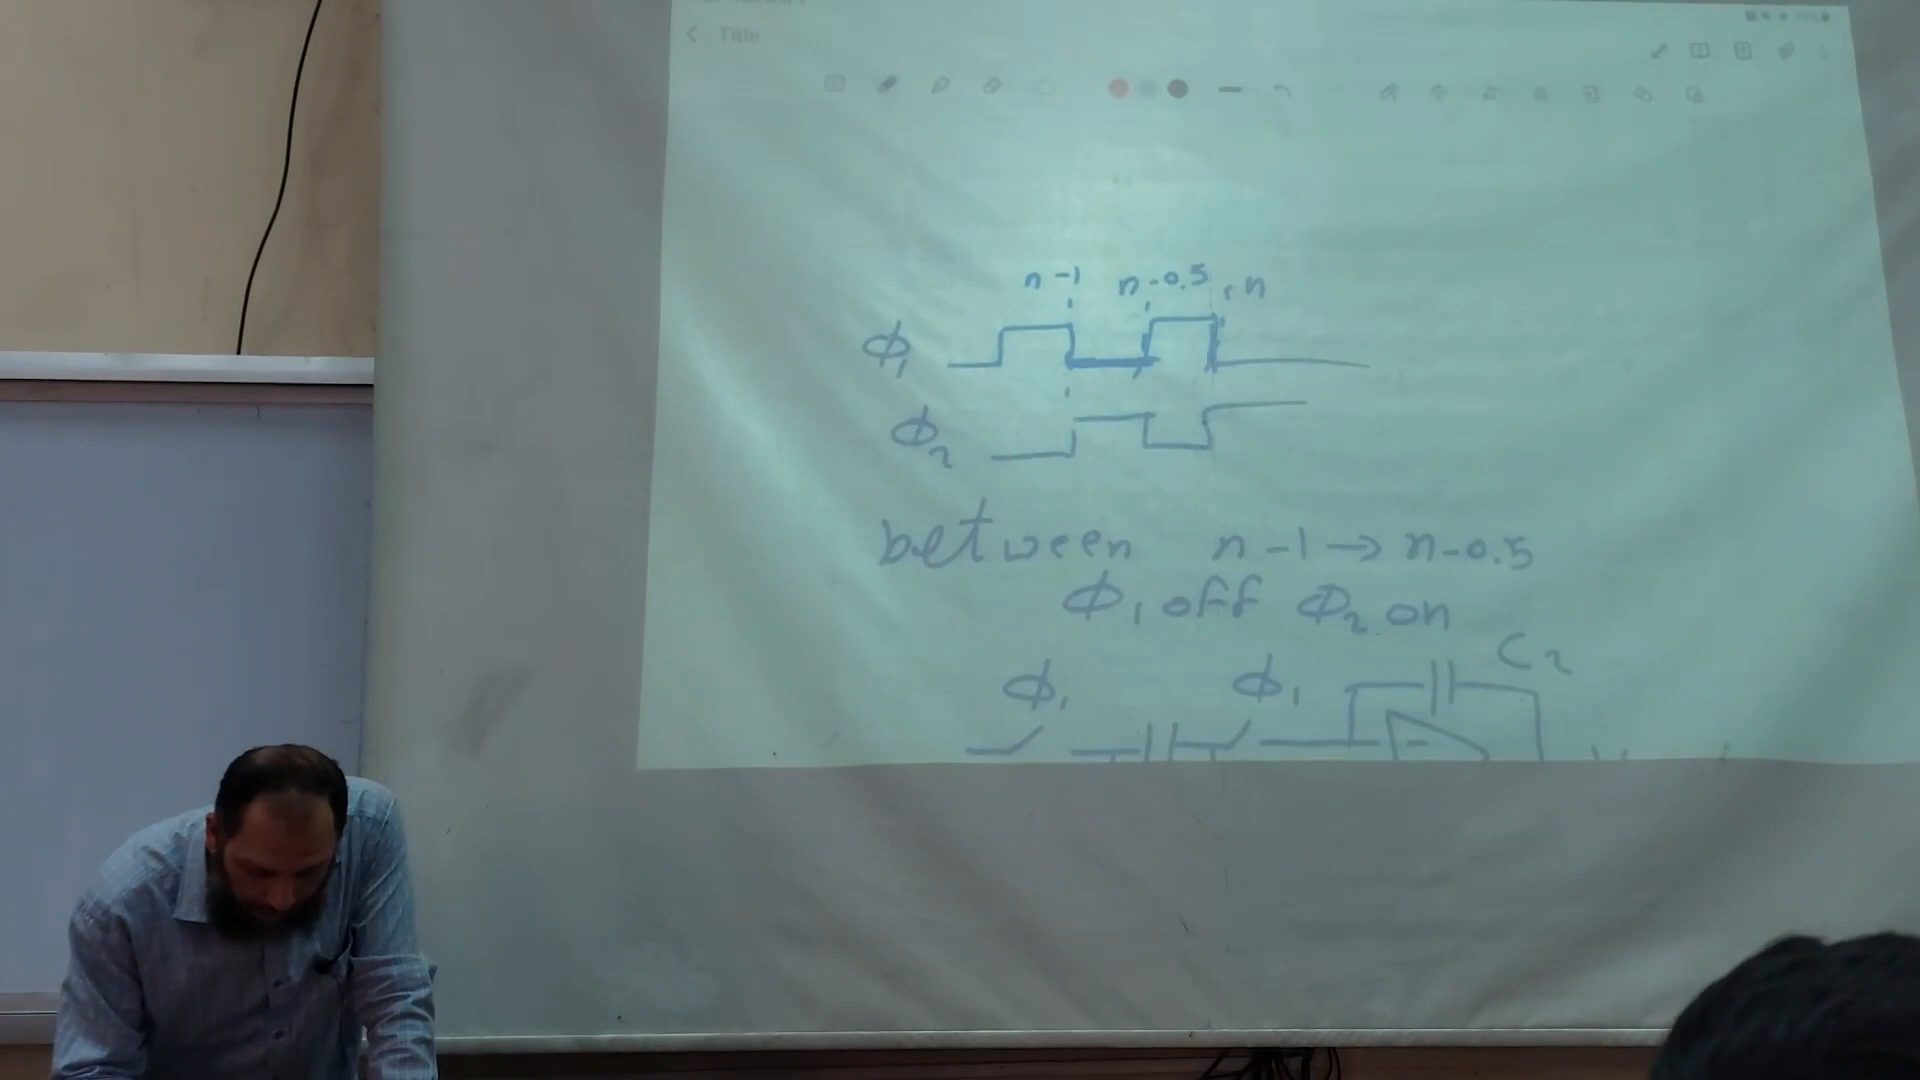 Title
n-1 n-0.5 n
ϕ₁
ϕ₂
between n-1 → n-0.5
ϕ₁ off ϕ₂ on
C₂
ϕ₁ ϕ₁
-